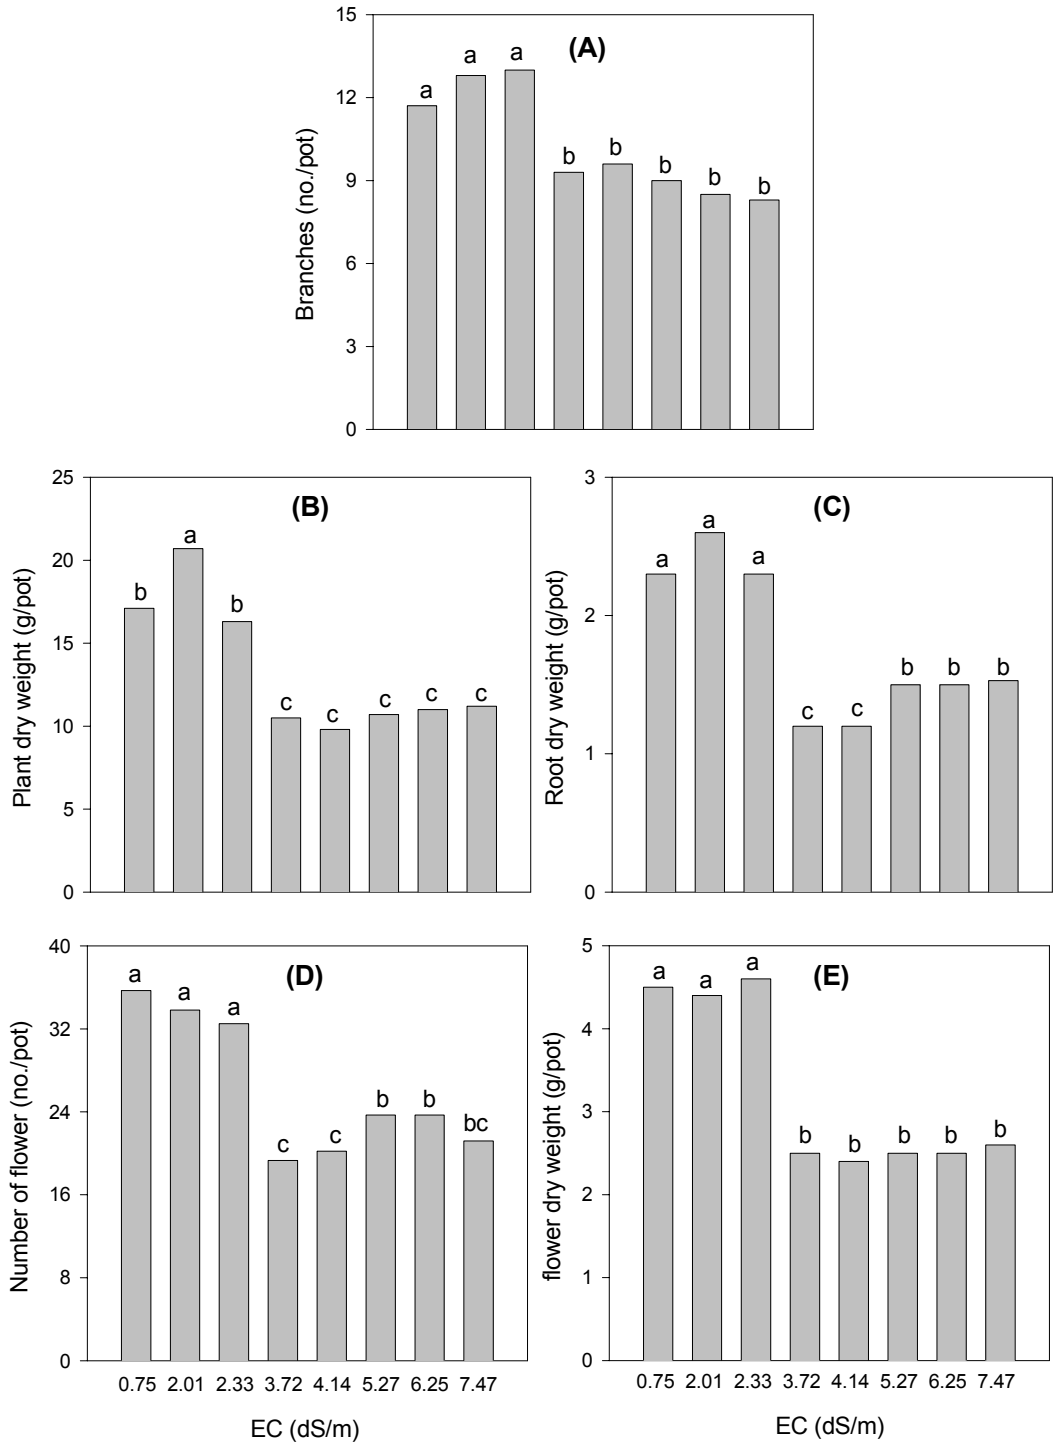 15
(A)
a a a b b b b b
12
9
6
3
0
Branches (no./pot)
25
(B)
a
b b
c c c c c
20
15
10
5
0
Plant dry weight (g/pot)
3
(C)
a a a
b b b
c c
2
1
0
Root dry weight (g/pot)
40
(D)
a a a
b b bc
c c
32
24
16
8
0
Number of flower (no./pot)
0.75 2.01 2.33 3.72 4.14 5.27 6.25 7.47
EC (dS/m)
5
(E)
a a a
b b b b b
4
3
2
1
0
flower dry weight (g/pot)
0.75 2.01 2.33 3.72 4.14 5.27 6.25 7.47
EC (dS/m)